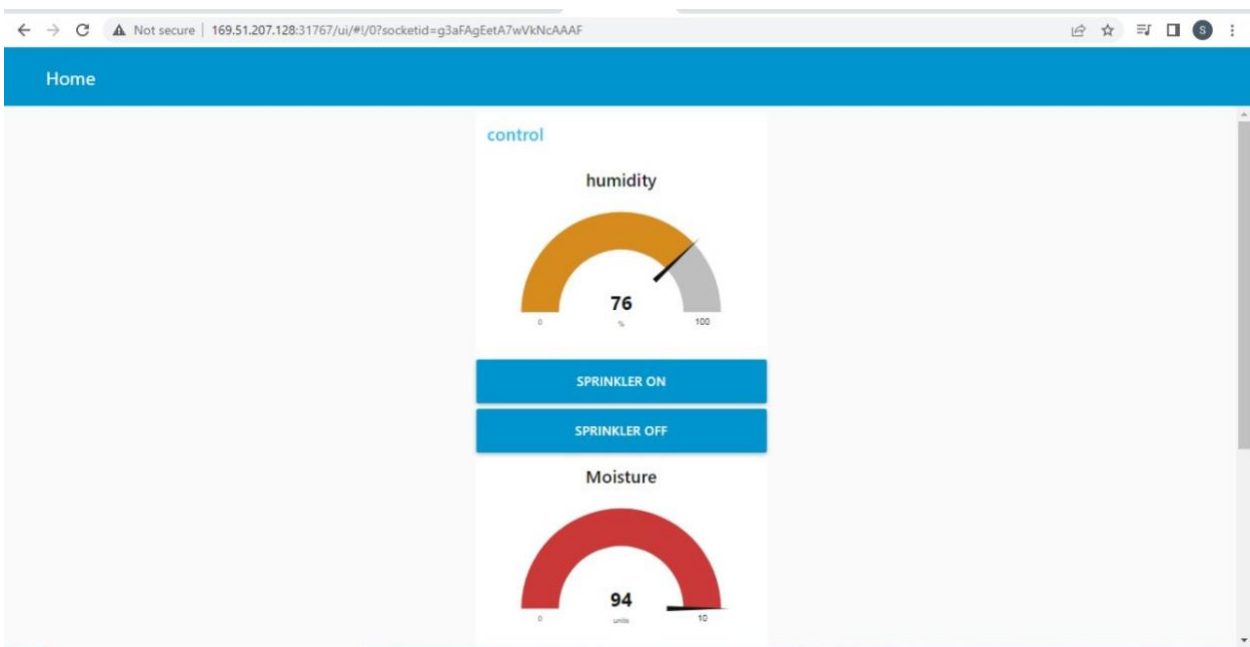 Not secure | 169.51.207.128:31767/ui/#!/0?socketid=g3aFAgEetA7wVkNcAAAF
S
Home
control
humidity
76
0 % 100
SPRINKLER ON
SPRINKLER OFF
Moisture
94
0 units 10